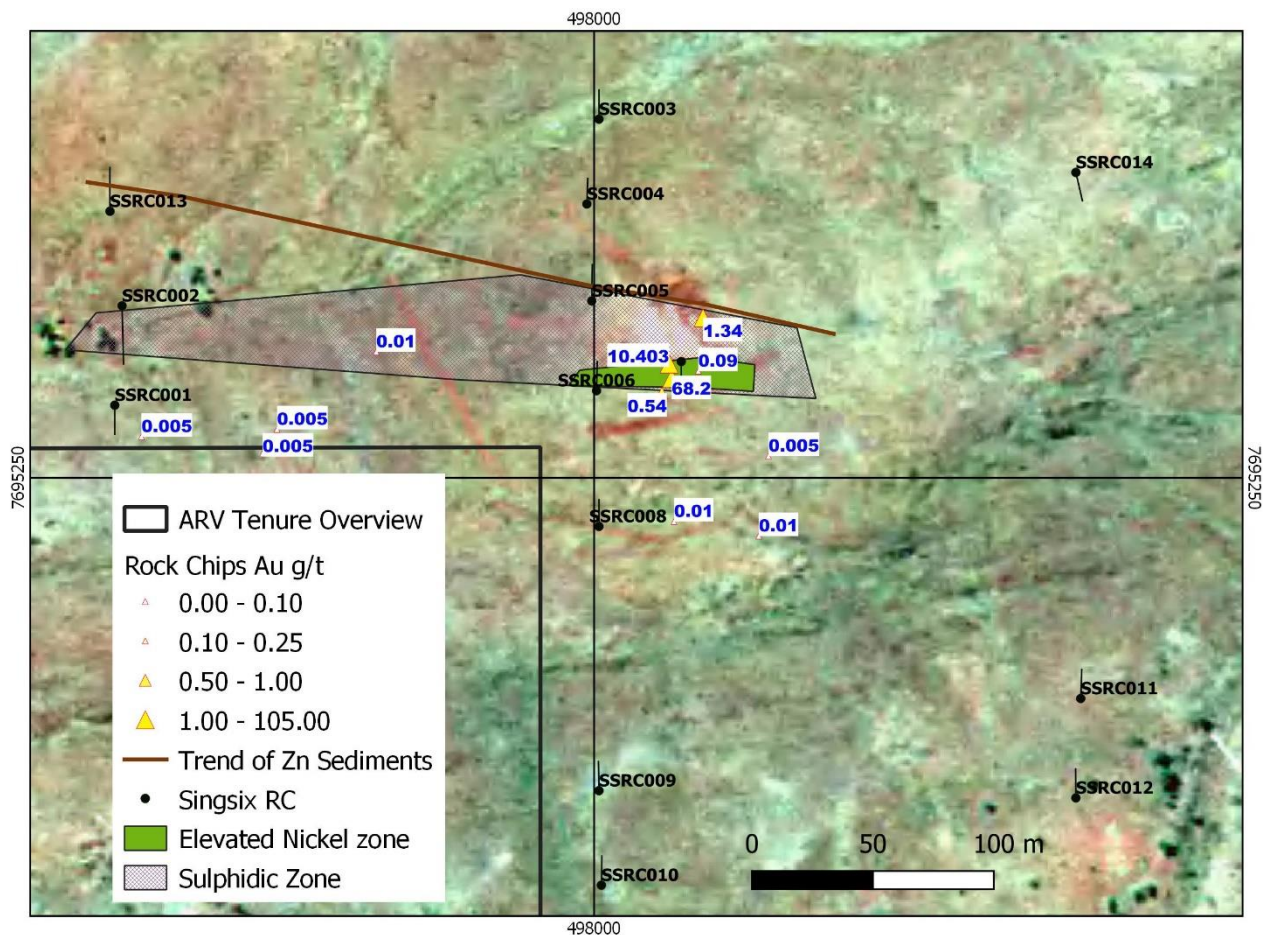 498000
SSRC003
SSRC014
SSRC004
SSRC013
SSRC005
SSRC002
1.34
0.01
10.403
0.09
SSRC006
68.2
0.54
SSRC001
0.005
0.005
0.005
0.005
7695250
7695250
0.01
SSRC008
0.01
ARV Tenure Overview
Rock Chips Au g/t
0.00 - 0.10
0.10 - 0.25
0.50 - 1.00
1.00 - 105.00
Trend of Zn Sediments
Singsix RC
Elevated Nickel zone
Sulphidic Zone
SSRC011
SSRC009
SSRC012
0 50 100 m
SSRC010
498000